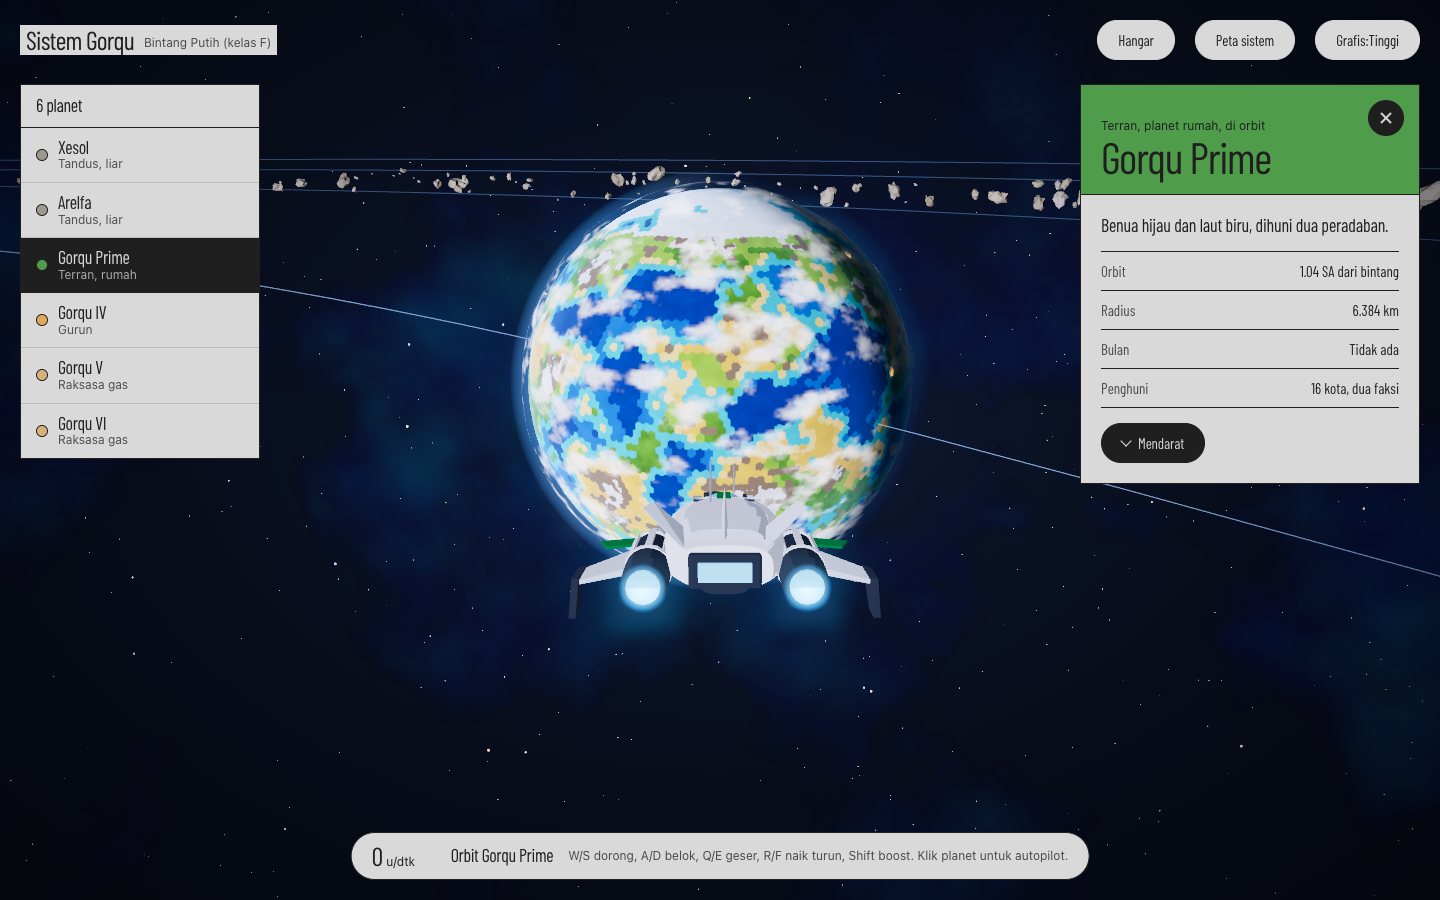 Sistem Gorqu Bintang Putih (kelas F)
Hangar
Peta sistem
Grafis:Tinggi
6 planet
Xesol
Tandus, liar
Arelfa
Tandus, liar
Gorqu Prime
Terran, rumah
Gorqu IV
Gurun
Gorqu V
Raksasa gas
Gorqu VI
Raksasa gas
Terran, planet rumah, di orbit
Gorqu Prime
Benua hijau dan laut biru, dihuni dua peradaban.
Orbit 1.04 SA dari bintang
Radius 6.384 km
Bulan Tidak ada
Penghuni 16 kota, dua faksi
Mendarat
0 u/dtk Orbit Gorqu Prime W/S dorong, A/D belok, Q/E geser, R/F naik turun, Shift boost. Klik planet untuk autopilot.